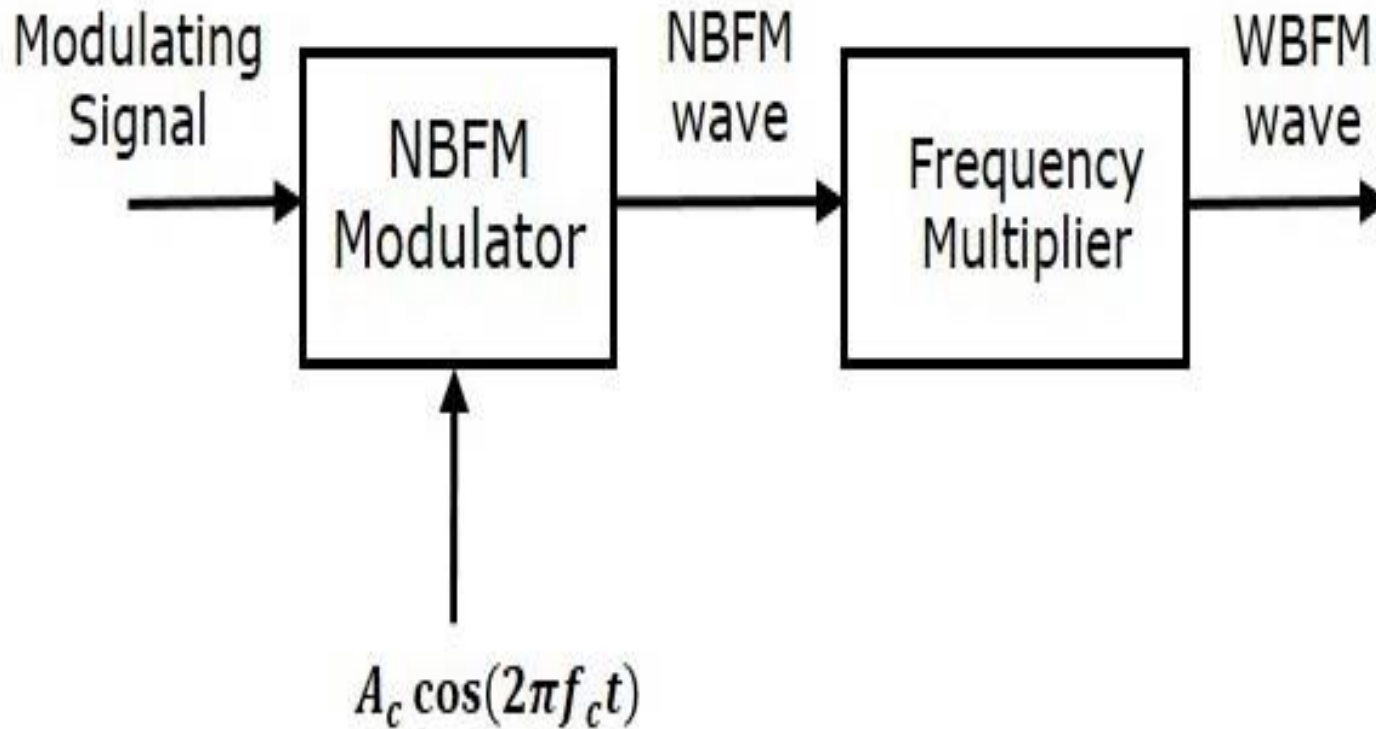 Modulating
Signal
NBFM
Modulator
NBFM
wave
Frequency
Multiplier
WBFM
wave
A_c cos(2πf_c t)